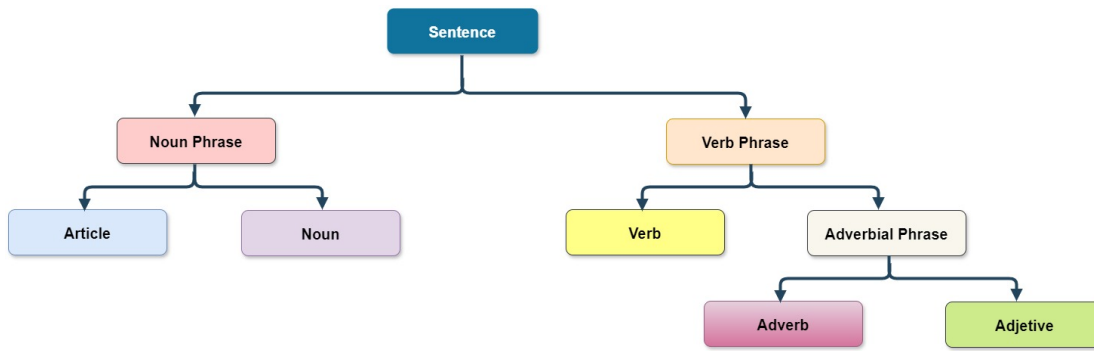 Sentence
Noun Phrase
Verb Phrase
Article
Noun
Verb
Adverbial Phrase
Adverb
Adjetive